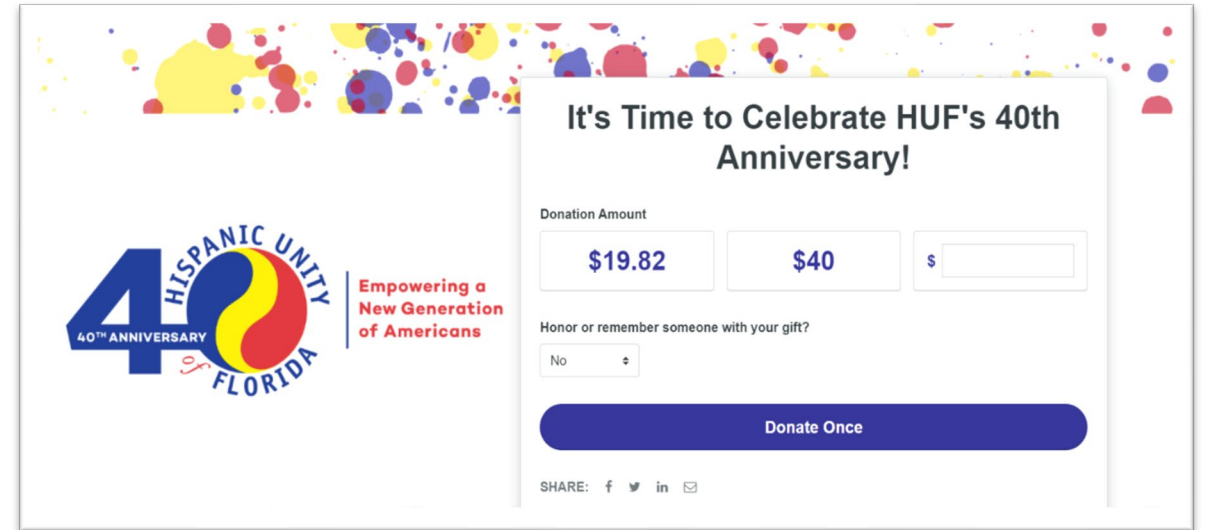 It's Time to Celebrate HUF's 40th
Anniversary!
Donation Amount
$19.82
$40
$
Honor or remember someone with your gift?
No
Donate Once
SHARE:
40
40TH ANNIVERSARY
HISPANIC UNITY
of
FLORIDA
Empowering a
New Generation
of Americans